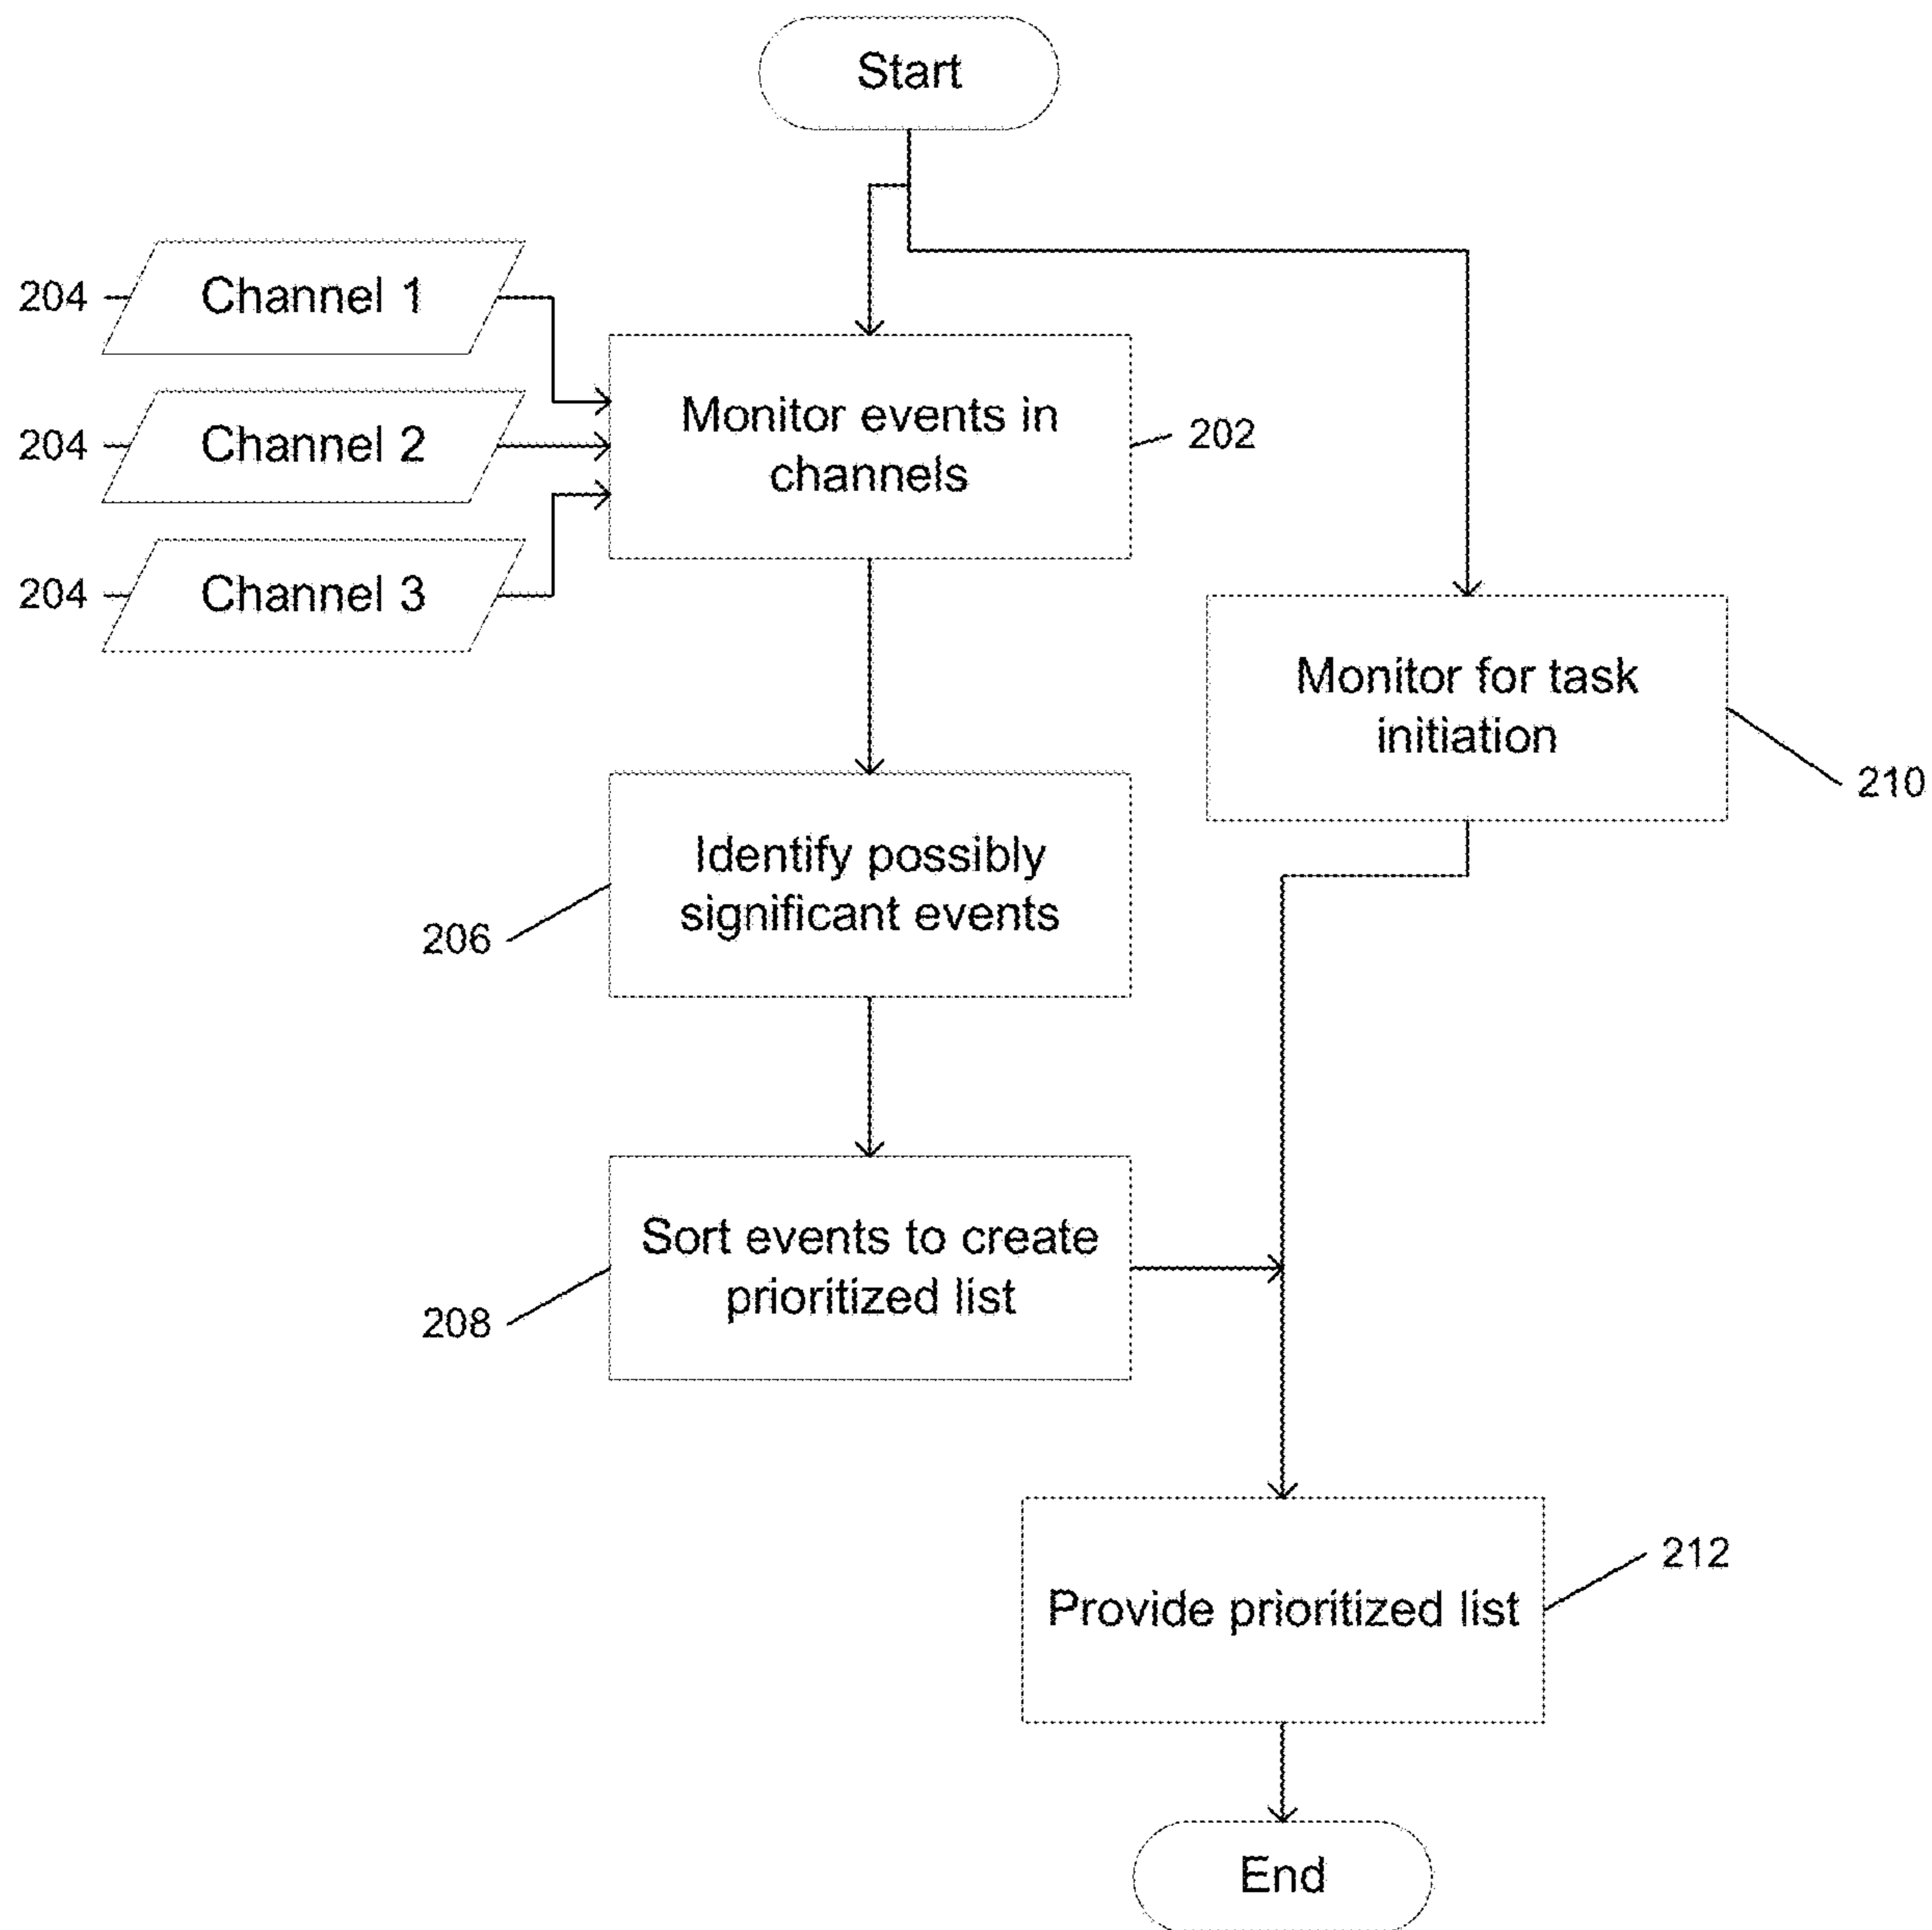 Start
204
Channel 1
204
Channel 2
204
Channel 3
Monitor events in
channels
202
Monitor for task
initiation
210
Identify possibly
significant events
206
Sort events to create
prioritized list
208
Provide prioritized list
212
End